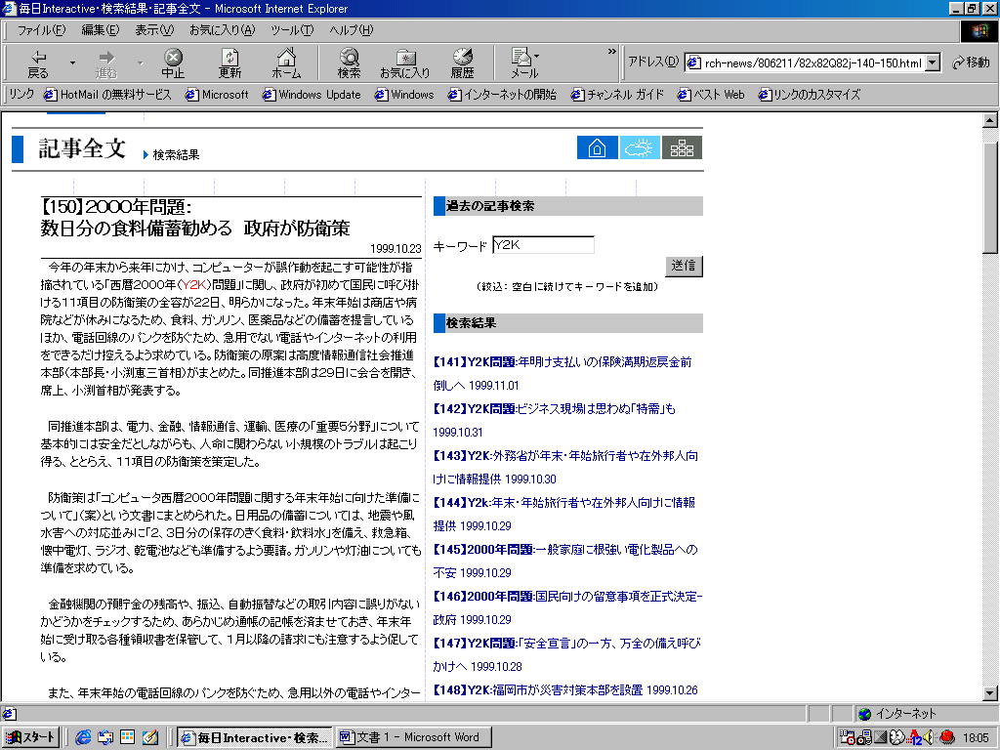 毎日Interactive・検索結果・記事全文 - Microsoft Internet Explorer
ファイル(F) 編集(E) 表示(V) お気に入り(A) ツール(T) ヘルプ(H)
戻る 進む 中止 更新 ホーム 検索 お気に入り 履歴 メール
アドレス(D) rch-news/806211/82x82Q82j-140-150.html 移動
リンク HotMail の無料サービス Microsoft Windows Update Windows インターネットの開始 チャンネル ガイド ベスト Web リンクのカスタマイズ
記事全文 検索結果
【150】2000年問題:
数日分の食料備蓄勧める 政府が防衛策
1999.10.23
今年の年末から来年にかけ、コンピューターが誤作動を起こす可能性が指
摘されている「西暦2000年(Y2K)問題」に関し、政府が初めて国民に呼び掛
ける11項目の防衛策の全容が22日、明らかになった。年末年始は商店や病
院などが休みになるため、食料、ガソリン、医薬品などの備蓄を提言している
ほか、電話回線のパンクを防ぐため、急用でない電話やインターネットの利用
をできるだけ控えるよう求めている。防衛策の原案は高度情報通信社会推進
本部(本部長・小渕恵三首相)がまとめた。同推進本部は29日に会合を開き、
席上、小渕首相が発表する。
同推進本部は、電力、金融、情報通信、運輸、医療の「重要5分野」について
基本的には安全だとしながらも、人命に関わらない小規模のトラブルは起こり
得る、ととらえ、11項目の防衛策を策定した。
防衛策は「コンピュータ西暦2000年問題に関する年末年始に向けた準備に
ついて」(案)という文書にまとめられた。日用品の備蓄については、地震や風
水害への対応並みに「2、3日分の保存のきく食料・飲料水」を備え、救急箱、
懐中電灯、ラジオ、乾電池なども準備するよう要請。ガソリンや灯油についても
準備を求めている。
金融機関の預貯金の残高や、振込、自動振替などの取引内容に誤りがない
かどうかをチェックするため、あらかじめ通帳の記帳を済ませておき、年末年
始に受け取る各種領収書を保管して、1月以降の請求にも注意するよう促して
いる。
また、年末年始の電話回線のパンクを防ぐため、急用以外の電話やインター
過去の記事検索
キーワード Y2K
送信
(絞込: 空白に続けてキーワードを追加)
検索結果
【141】Y2K問題:年明け支払いの保険満期返戻金前
倒しへ 1999.11.01
【142】Y2K問題:ビジネス現場は思わぬ「特需」も
1999.10.31
【143】Y2K:外務省が年末・年始旅行者や在外邦人向
けに情報提供 1999.10.30
【144】Y2k:年末・年始旅行者や在外邦人向けに情報
提供 1999.10.29
【145】2000年問題:一般家庭に根強い電化製品への
不安 1999.10.29
【146】2000年問題:国民向けの留意事項を正式決定-
政府 1999.10.29
【147】Y2K問題:「安全宣言」の一方、万全の備え呼び
かけへ 1999.10.28
【148】Y2K:福岡市が災害対策本部を設置 1999.10.26
インターネット
スタート 毎日Interactive・検索... 文書 1 - Microsoft Word 18:05